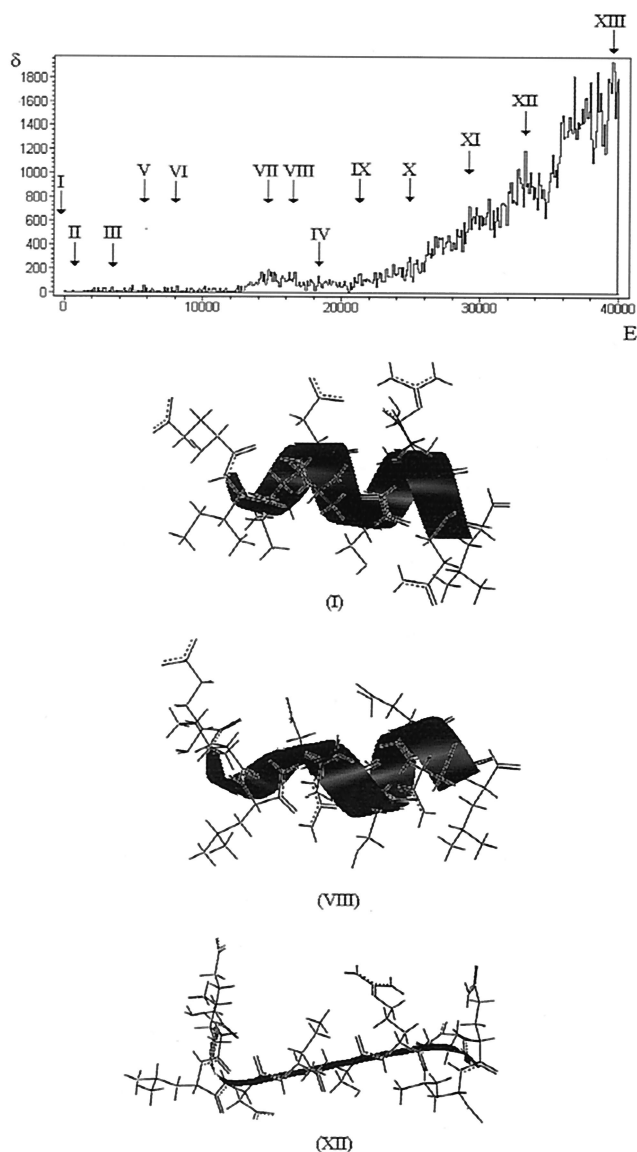 XIII
δ
1800
1600
1400
1200
1000
800
600
400
200
0
XII
XI
V VI VII VIII IX X
I
II III IV
0 10000 20000 30000 40000
E
(I)
(VIII)
(XII)